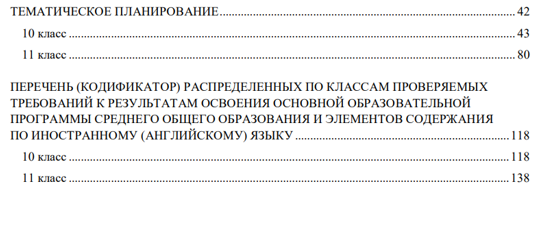 ТЕМАТИЧЕСКОЕ ПЛАНИРОВАНИЕ........................................................................................42
10 класс.......................................................................................................................43
11 класс.......................................................................................................................80
ПЕРЕЧЕНЬ (КОДИФИКАТОР) РАСПРЕДЕЛЕННЫХ ПО КЛАССАМ ПРОВЕРЯЕМЫХ
ТРЕБОВАНИЙ К РЕЗУЛЬТАТАМ ОСВОЕНИЯ ОСНОВНОЙ ОБРАЗОВАТЕЛЬНОЙ
ПРОГРАММЫ СРЕДНЕГО ОБЩЕГО ОБРАЗОВАНИЯ И ЭЛЕМЕНТОВ СОДЕРЖАНИЯ
ПО ИНОСТРАННОМУ (АНГЛИЙСКОМУ) ЯЗЫКУ................................................................118
10 класс.....................................................................................................................118
11 класс.....................................................................................................................138